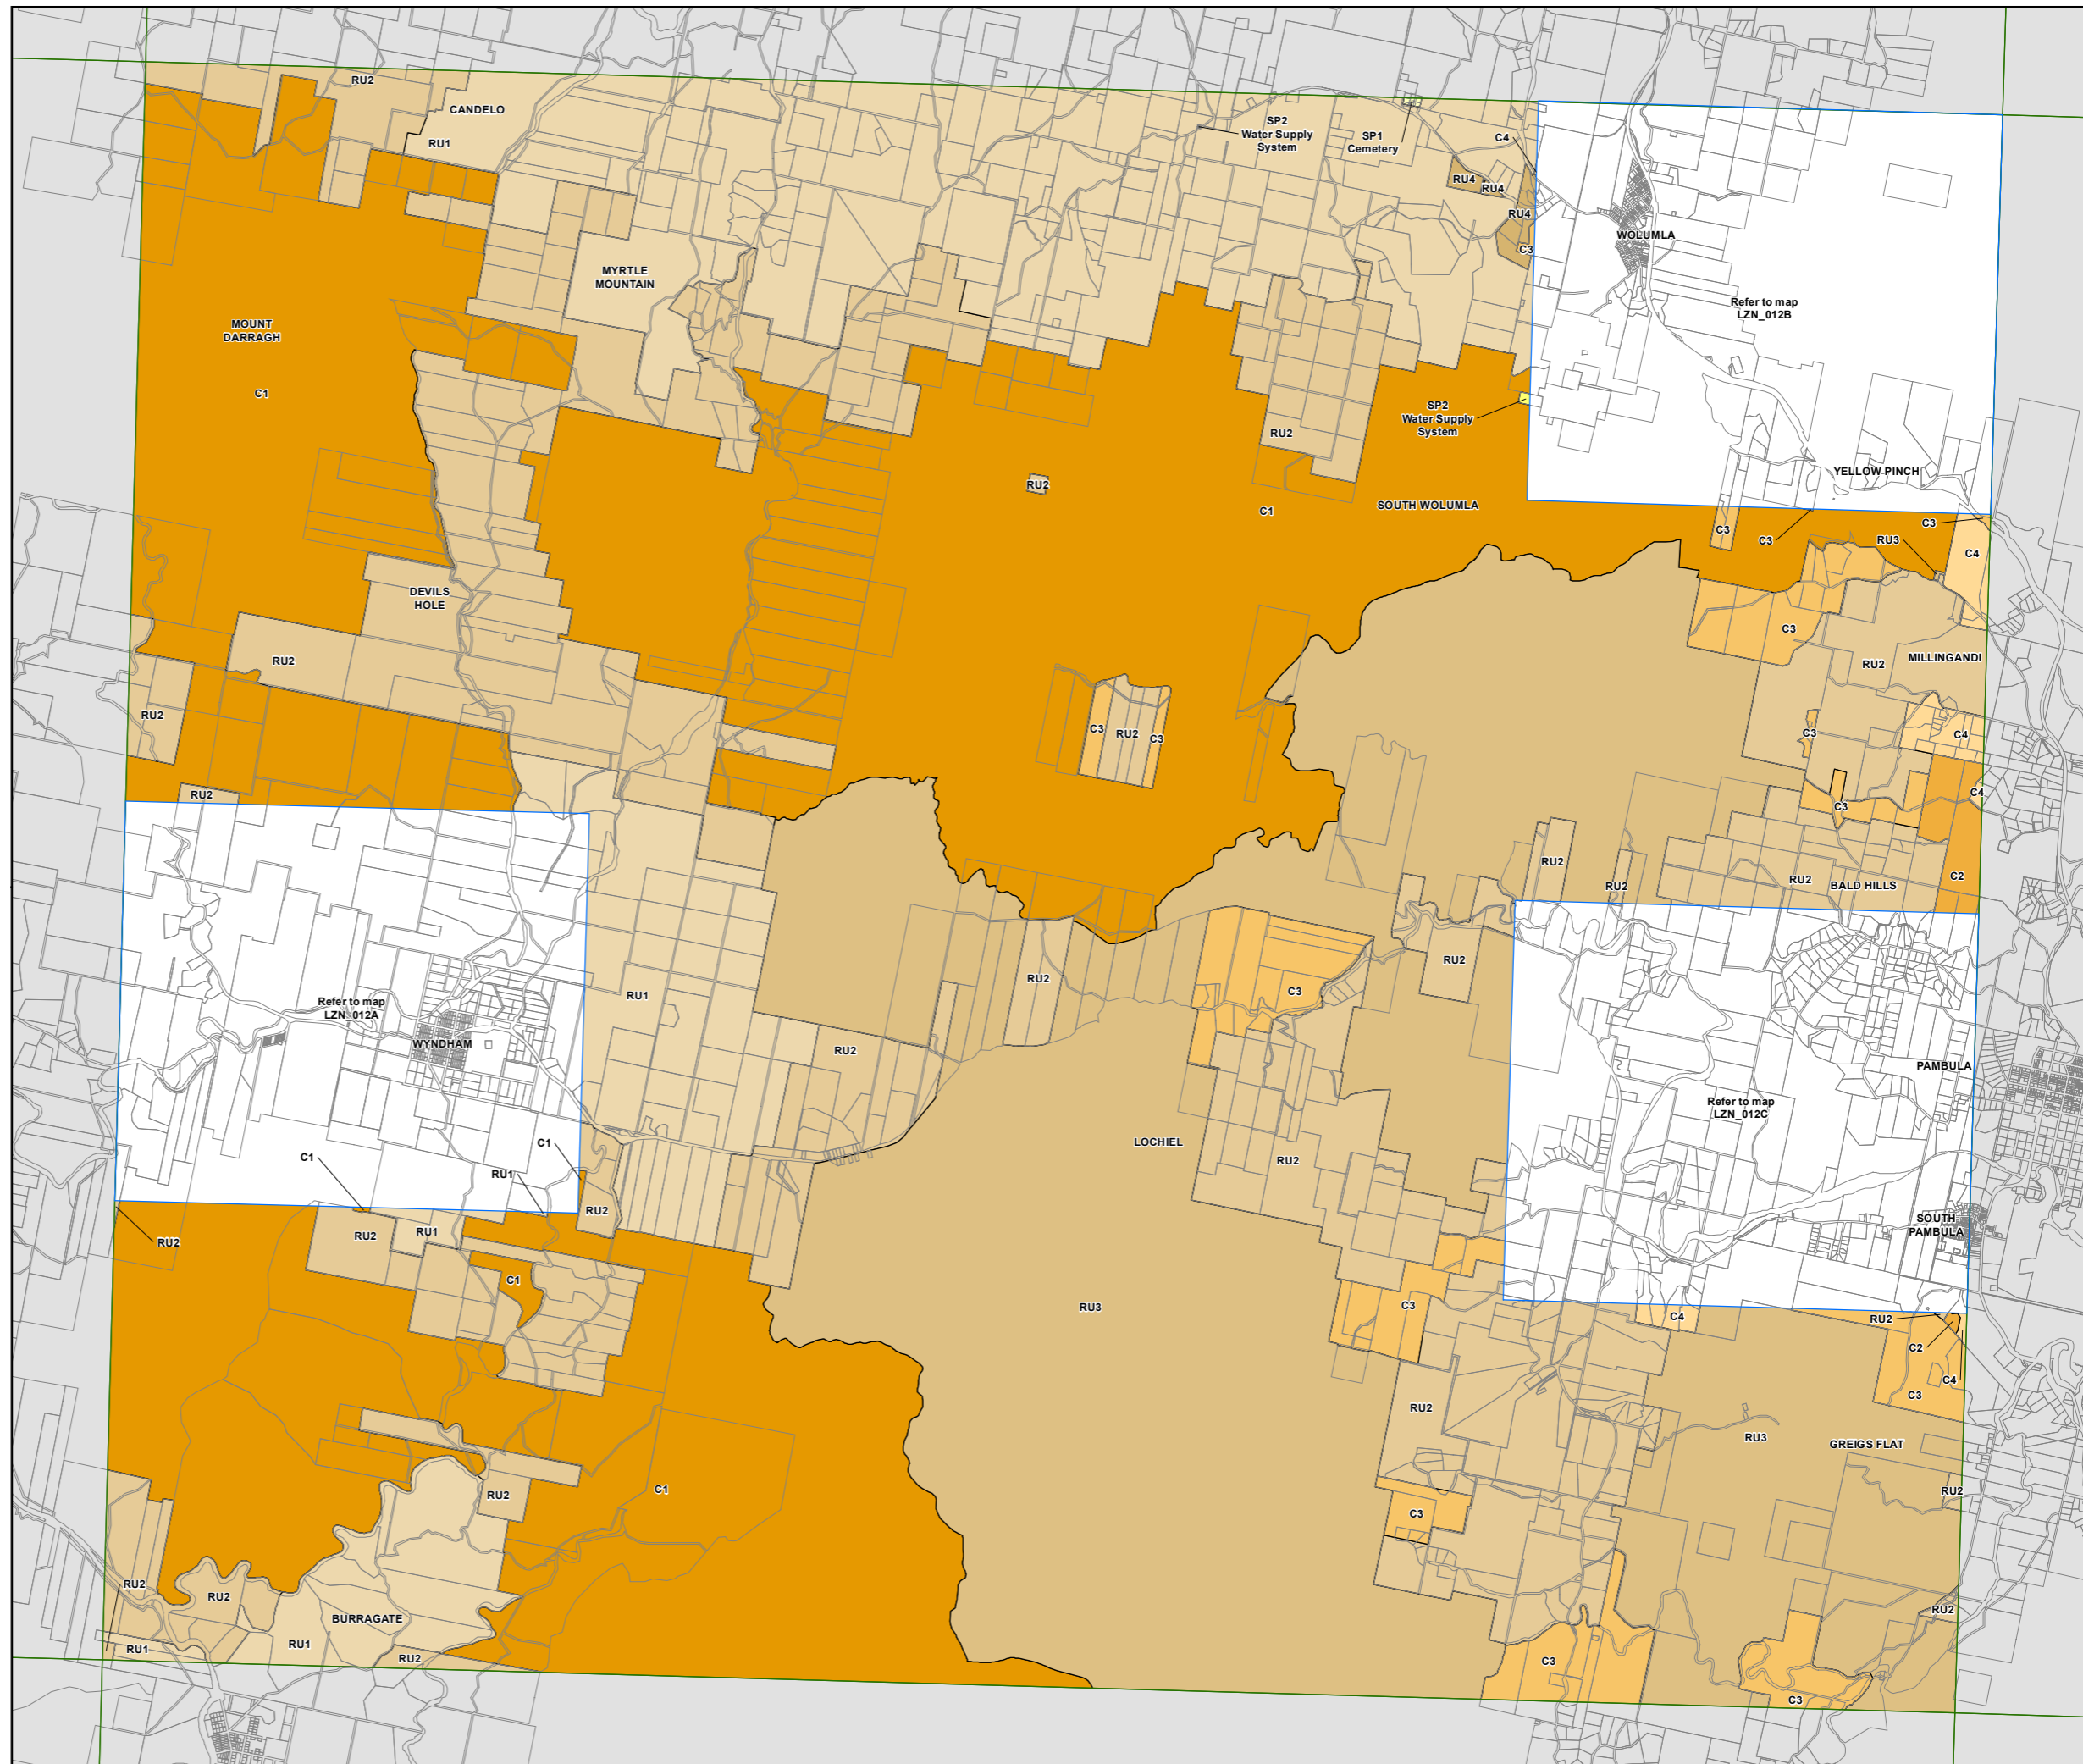 RU2
CANDELO
RU1
SP2
Water Supply
System
SP1
Cemetery
C4
RU4
RU4
RU4
WOLUMLA
C3
MYRTLE
MOUNTAIN
Refer to map
LZN_012B
MOUNT
DARRAGH
C1
SP2
Water Supply
System
RU2
YELLOW PINCH
RU2
C1
SOUTH WOLUMLA
C3
C3
C3
RU3
C4
DEVILS
HOLE
C3
RU2
RU2
MILLINGANDI
RU2
C3
RU2
C3
C3
C4
RU2
C3
C4
RU2
RU2
RU2
BALD HILLS
C2
RU2
RU2
C3
RU1
Refer to map
LZN_012A
WYNDHAM
RU2
PAMBULA
Refer to map
LZN_012C
LOCHIEL
C1
C1
RU1
RU2
RU2
SOUTH
PAMBULA
RU2
RU2
RU1
C1
RU3
C3
C4
RU2
C2
C4
C3
RU2
RU3
GREIGS FLAT
C1
RU2
RU2
C3
RU2
RU2
RU2
BURRAGATE
RU1
RU1
RU2
C3
C3